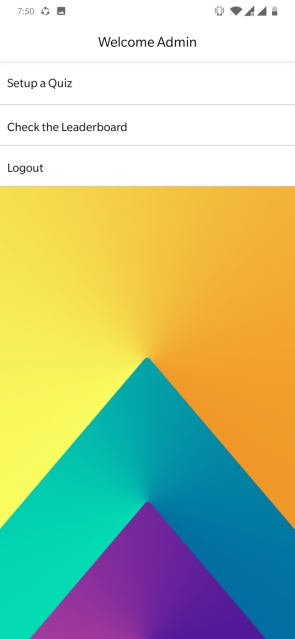 7:50
Welcome Admin
Setup a Quiz
Check the Leaderboard
Logout